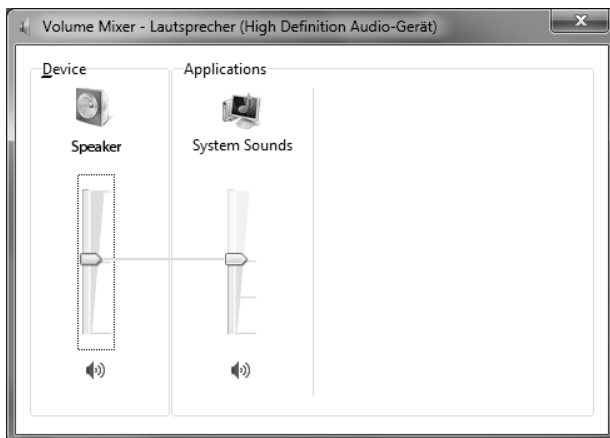 Volume Mixer - Lautsprecher (High Definition Audio-Gerät)
Device
Applications
Speaker
System Sounds